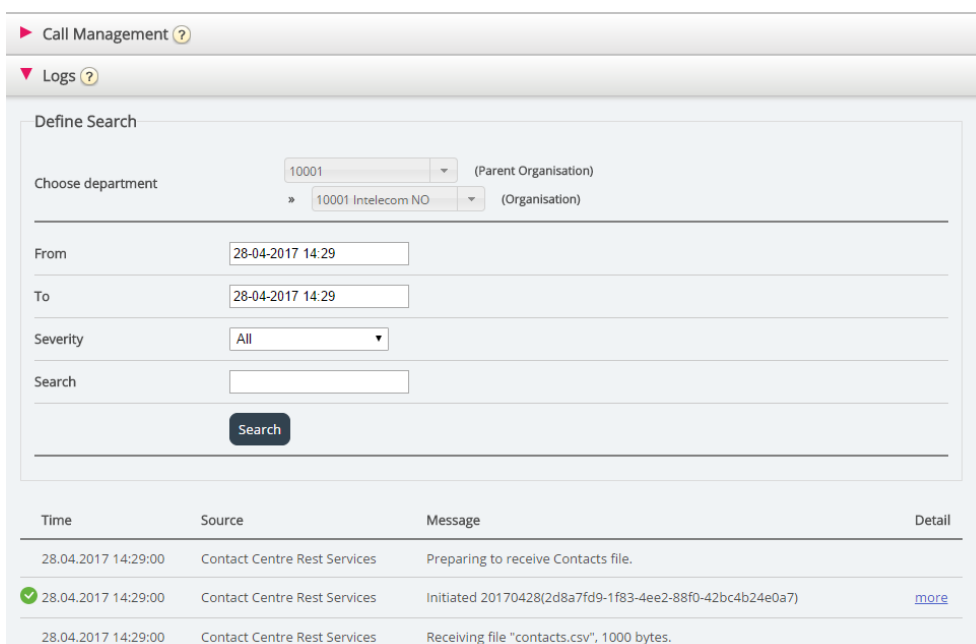 Call Management ?
Logs ?
Define Search
Choose department
10001 (Parent Organisation)
» 10001 Intelecom NO (Organisation)
From 28-04-2017 14:29
To 28-04-2017 14:29
Severity All
Search
Search
Time Source Message Detail
28.04.2017 14:29:00 Contact Centre Rest Services Preparing to receive Contacts file.
28.04.2017 14:29:00 Contact Centre Rest Services Initiated 20170428(2d8a7fd9-1f83-4ee2-88f0-42bc4b24e0a7) more
28.04.2017 14:29:00 Contact Centre Rest Services Receiving file "contacts.csv", 1000 bytes.